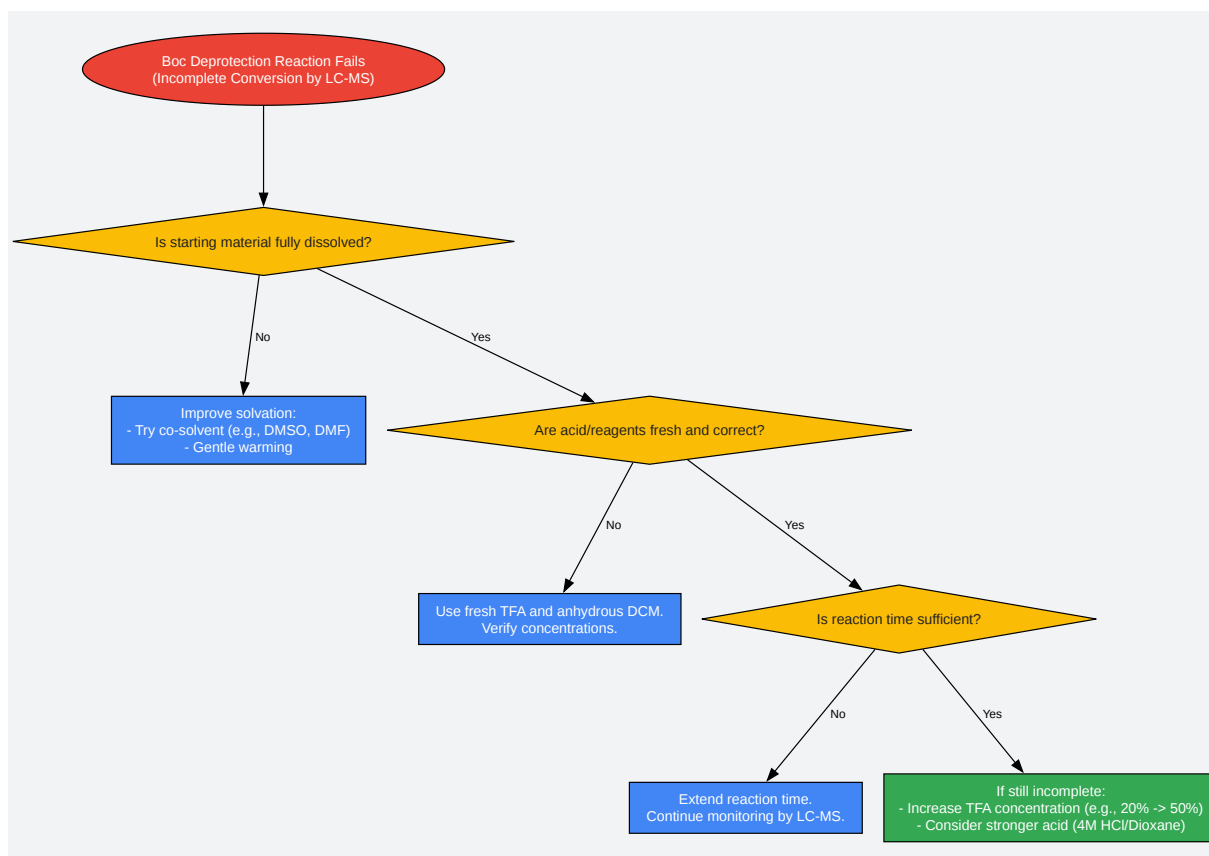 Boc Deprotection Reaction Fails
(Incomplete Conversion by LC-MS)
Is starting material fully dissolved?
No
Yes
Improve solvation:
- Try co-solvent (e.g., DMSO, DMF)
- Gentle warming
Are acid/reagents fresh and correct?
No
Yes
Use fresh TFA and anhydrous DCM.
Verify concentrations.
Is reaction time sufficient?
No
Yes
Extend reaction time.
Continue monitoring by LC-MS.
If still incomplete:
- Increase TFA concentration (e.g., 20% -> 50%)
- Consider stronger acid (4M HCl/Dioxane)